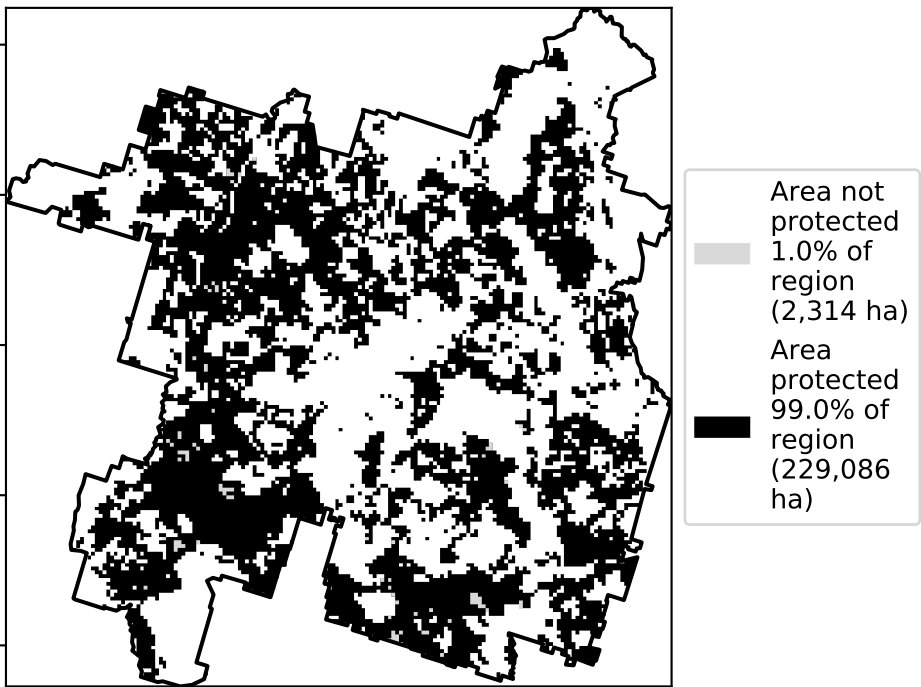 Area not
protected
1.0% of
region
(2,314 ha)
Area
protected
99.0% of
region
(229,086
ha)